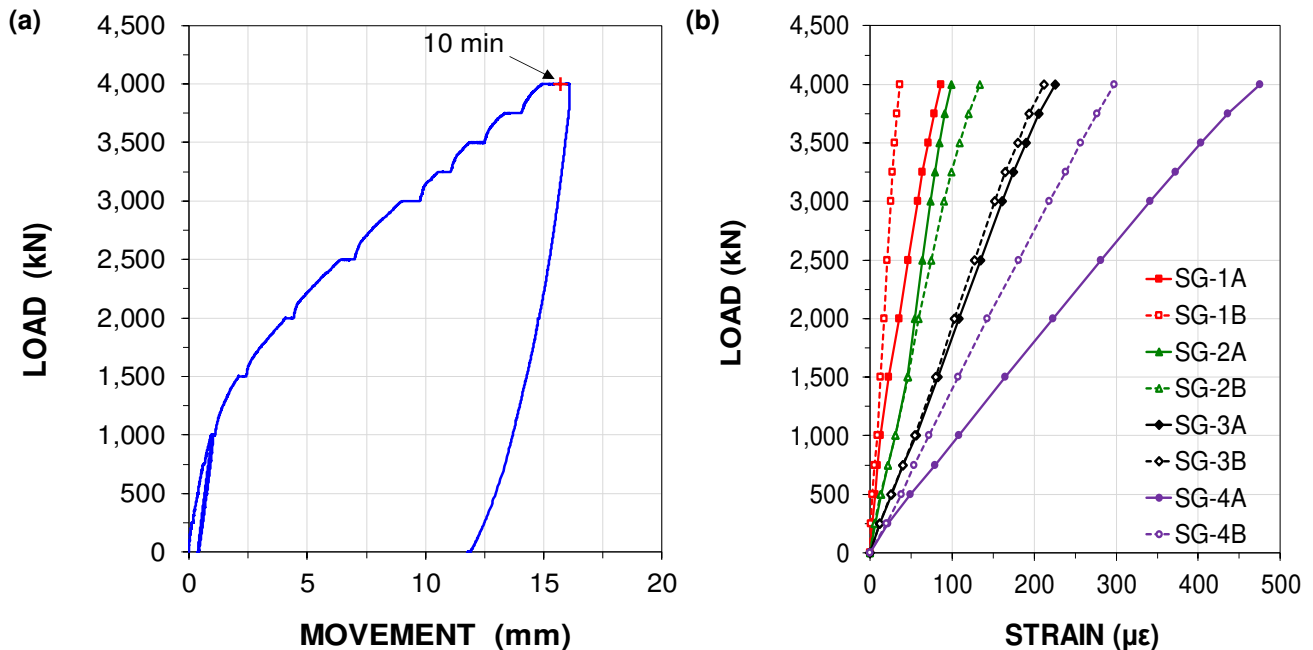 (a)
4,500
4,000
3,500
3,000
2,500
2,000
1,500
1,000
500
0
LOAD (kN)
10 min
0 5 10 15 20
MOVEMENT (mm)
(b)
4,500
4,000
3,500
3,000
2,500
2,000
1,500
1,000
500
0
LOAD (kN)
SG-1A
SG-1B
SG-2A
SG-2B
SG-3A
SG-3B
SG-4A
SG-4B
0 100 200 300 400 500
STRAIN (µε)